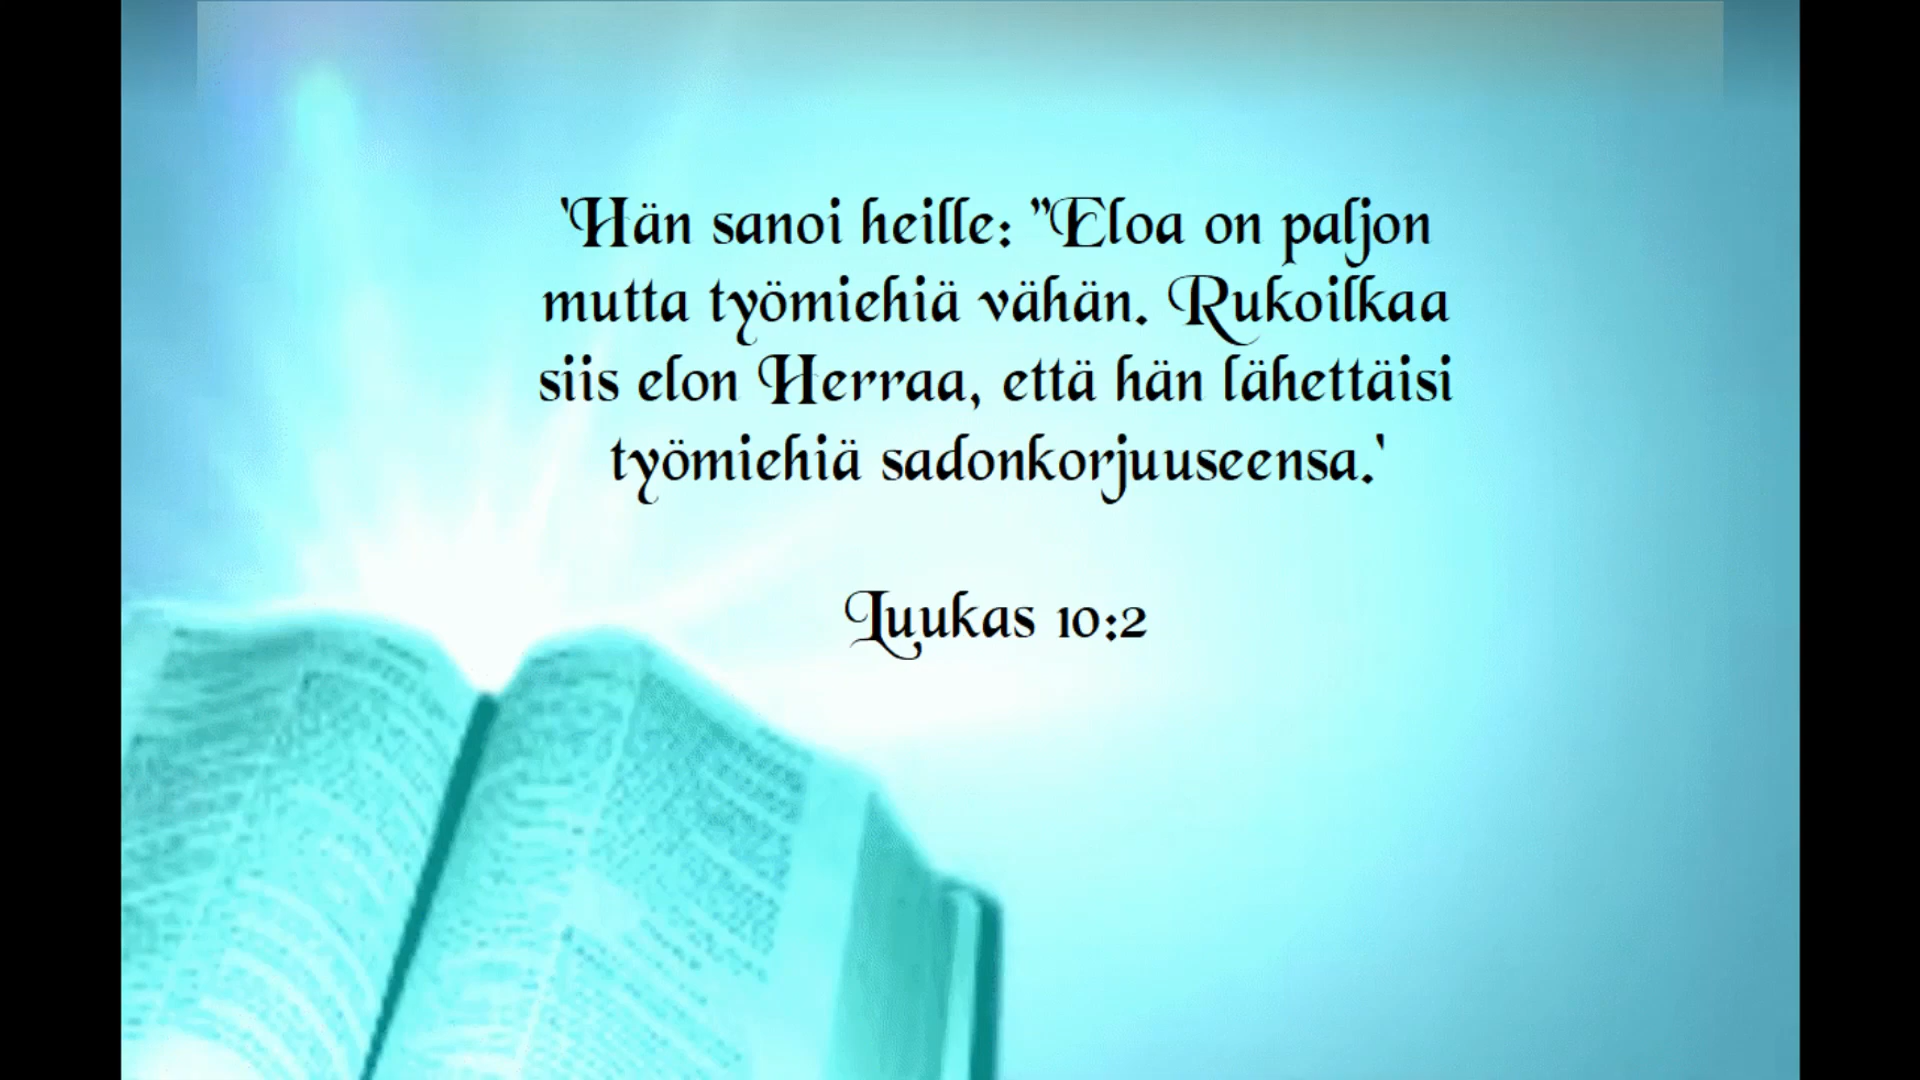 'Hän sanoi heille: "Eloa on paljon
mutta työmiehiä vähän. Rukoilkaa
siis elon Herraa, että hän lähettäisi
työmiehiä sadonkorjuuseensa.'
Luukas 10:2